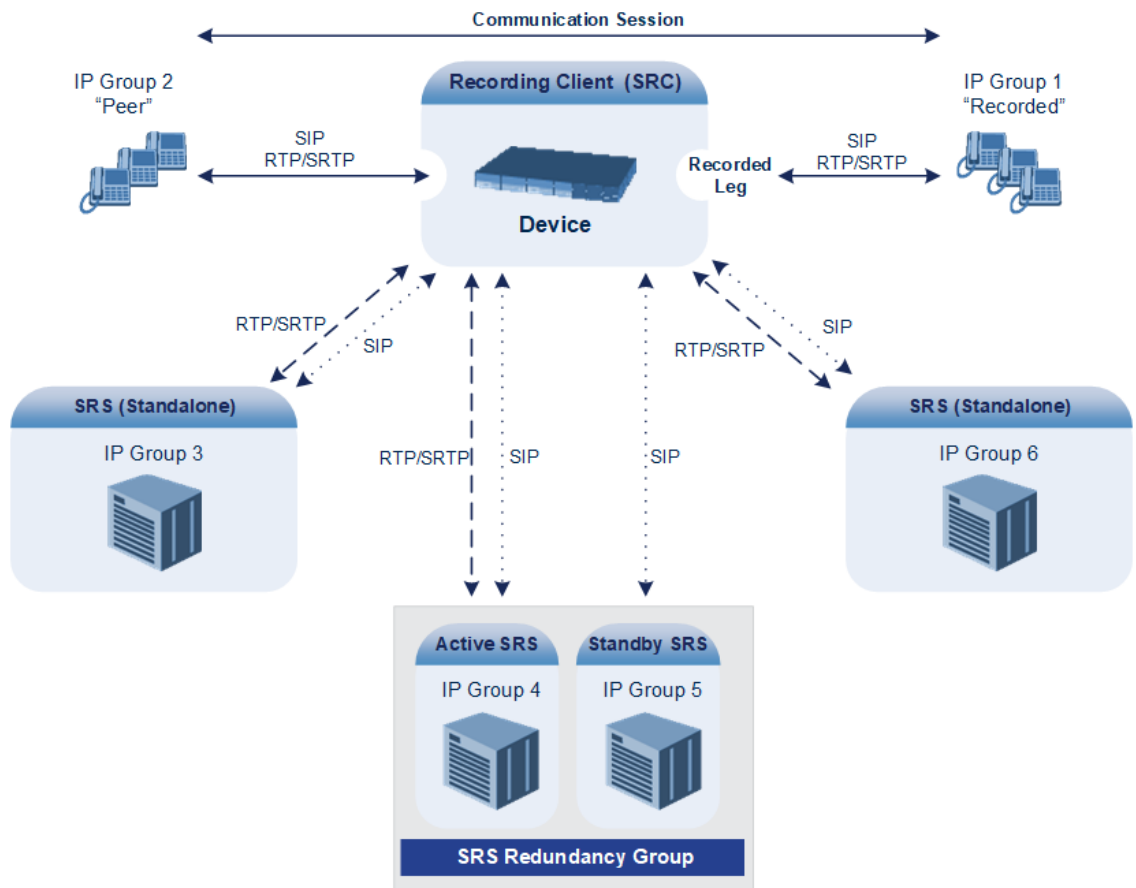 Communication Session
IP Group 2
“Peer”
Recording Client (SRC)
IP Group 1
“Recorded”
SIP
RTP/SRTP
Recorded
Leg
SIP
RTP/SRTP
Device
RTP/SRTP
SIP
SIP
RTP/SRTP
SRS (Standalone)
IP Group 3
RTP/SRTP
SIP
SIP
SRS (Standalone)
IP Group 6
Active SRS
IP Group 4
Standby SRS
IP Group 5
SRS Redundancy Group